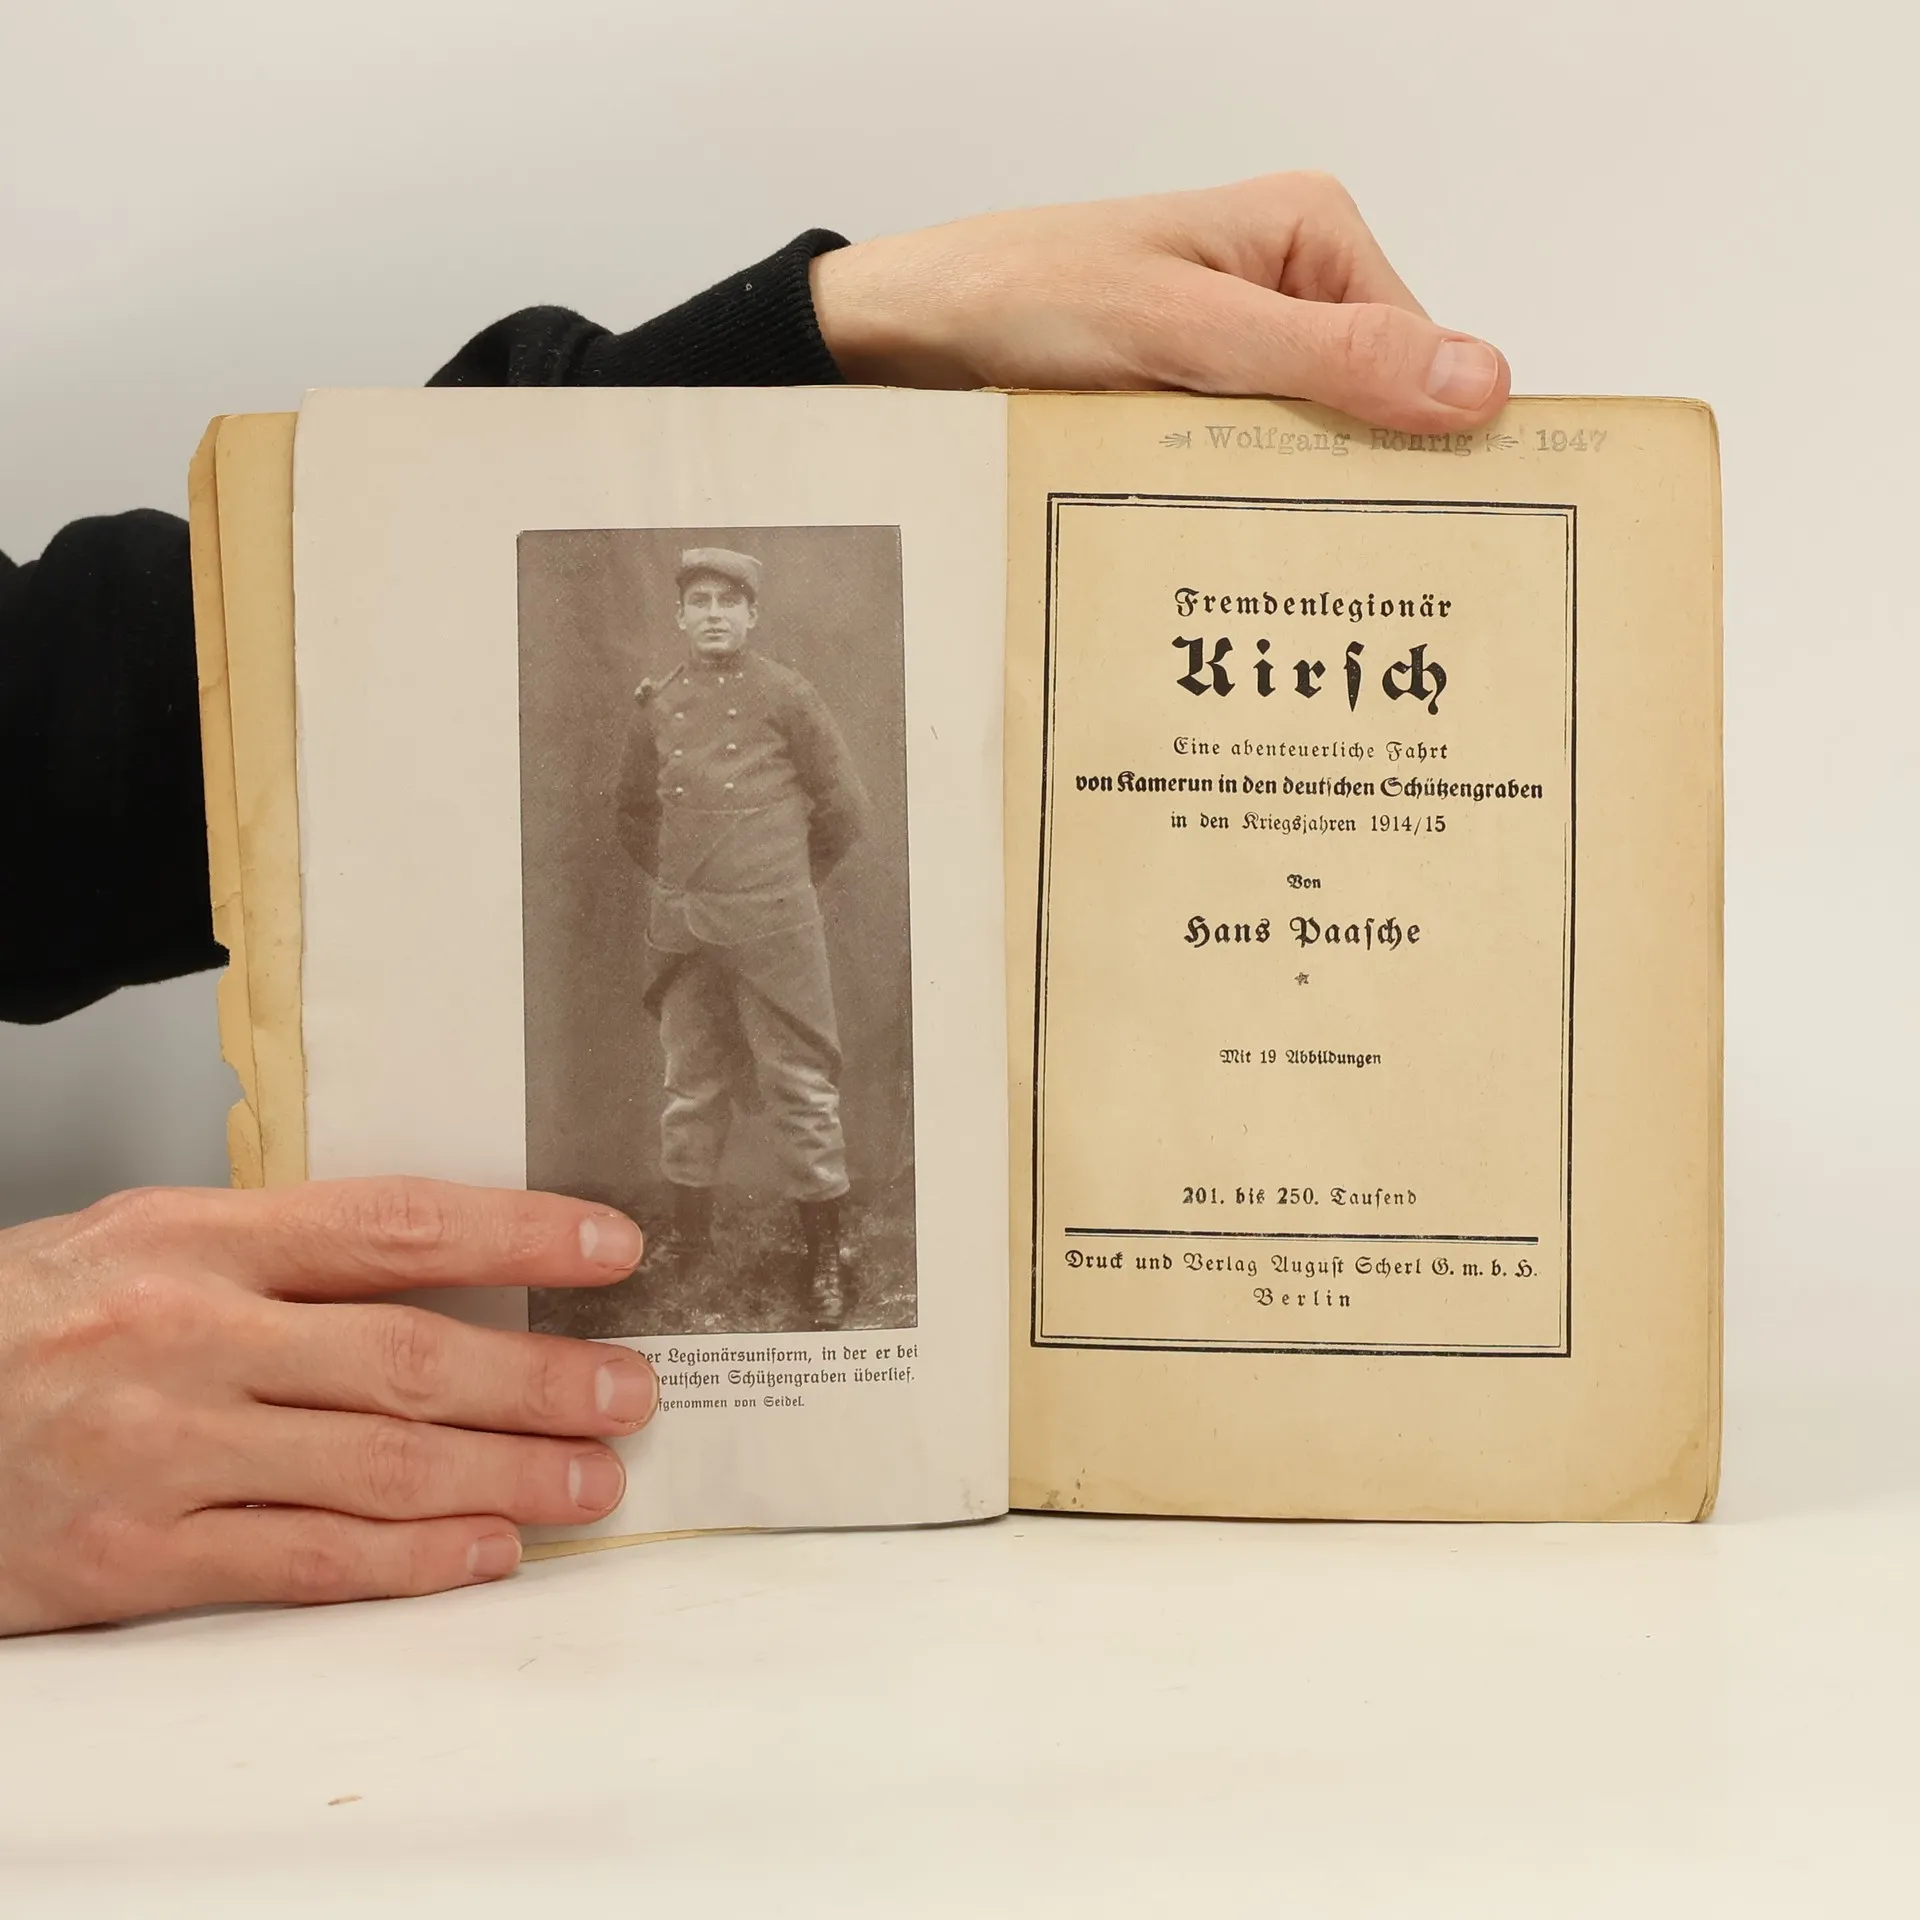 der Legionärsuniform, in der er bei
deutschen Schützengraben überlief.
fgenommen von Seidel.
Wolfgang Röhrig 1947
Fremdenlegionär
Kirsch
Eine abenteuerliche Fahrt
von Kamerun in den deutschen Schützengraben
in den Kriegsjahren 1914/15
Von
Hans Paasche
Mit 19 Abbildungen
201. bis 250. Tausend
Druck und Verlag August Scherl G. m. b. H.
Berlin